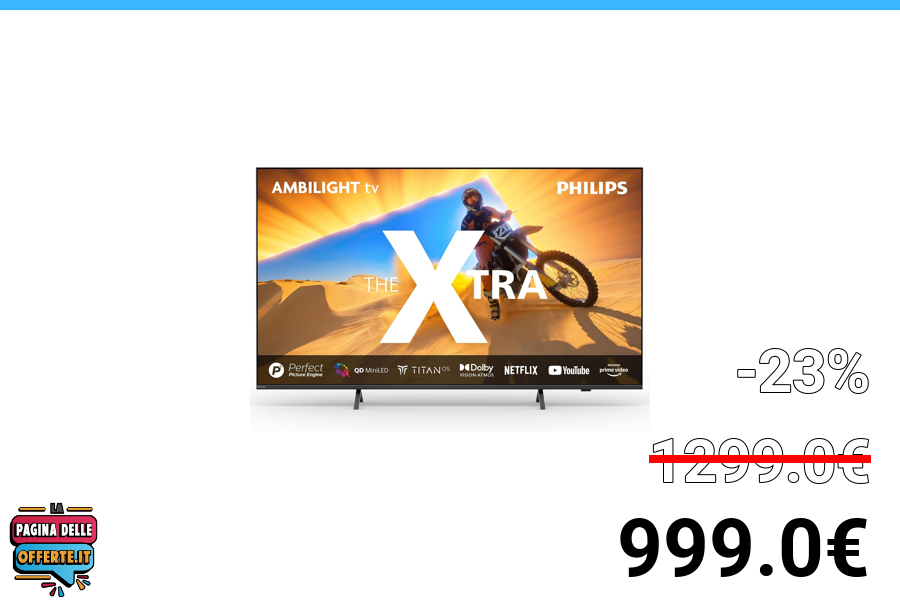 AMBILIGHT tv
PHILIPS
THE XTRA
Perfect
Picture Engine
QD MiniLED
TITAN OS
Dolby
VISION·ATMOS
NETFLIX
YouTube
prime video
-23%
1299.0€
999.0€
LA
PAGINA DELLE
OFFERTE.IT